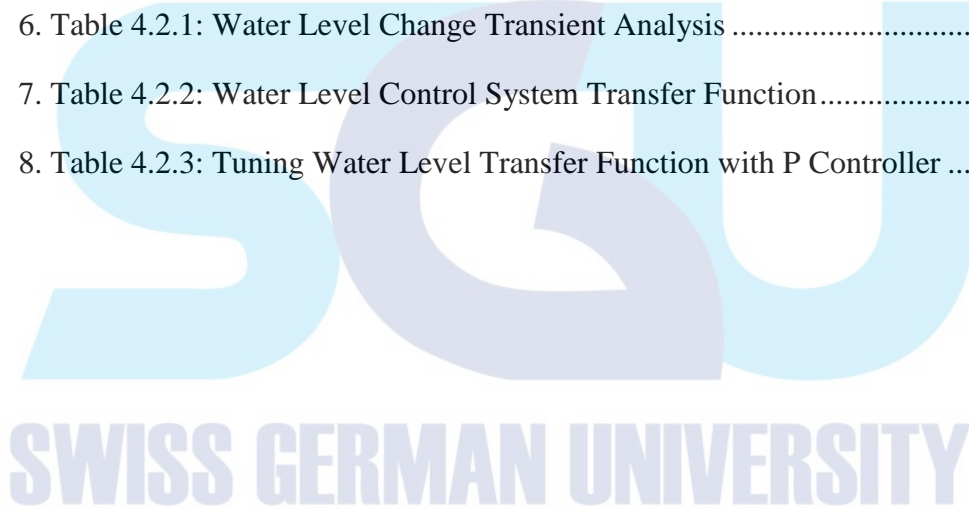 6. Table 4.2.1: Water Level Change Transient Analysis ..............................
7. Table 4.2.2: Water Level Control System Transfer Function...................
8. Table 4.2.3: Tuning Water Level Transfer Function with P Controller ...
SGU
SWISS GERMAN UNIVERSITY